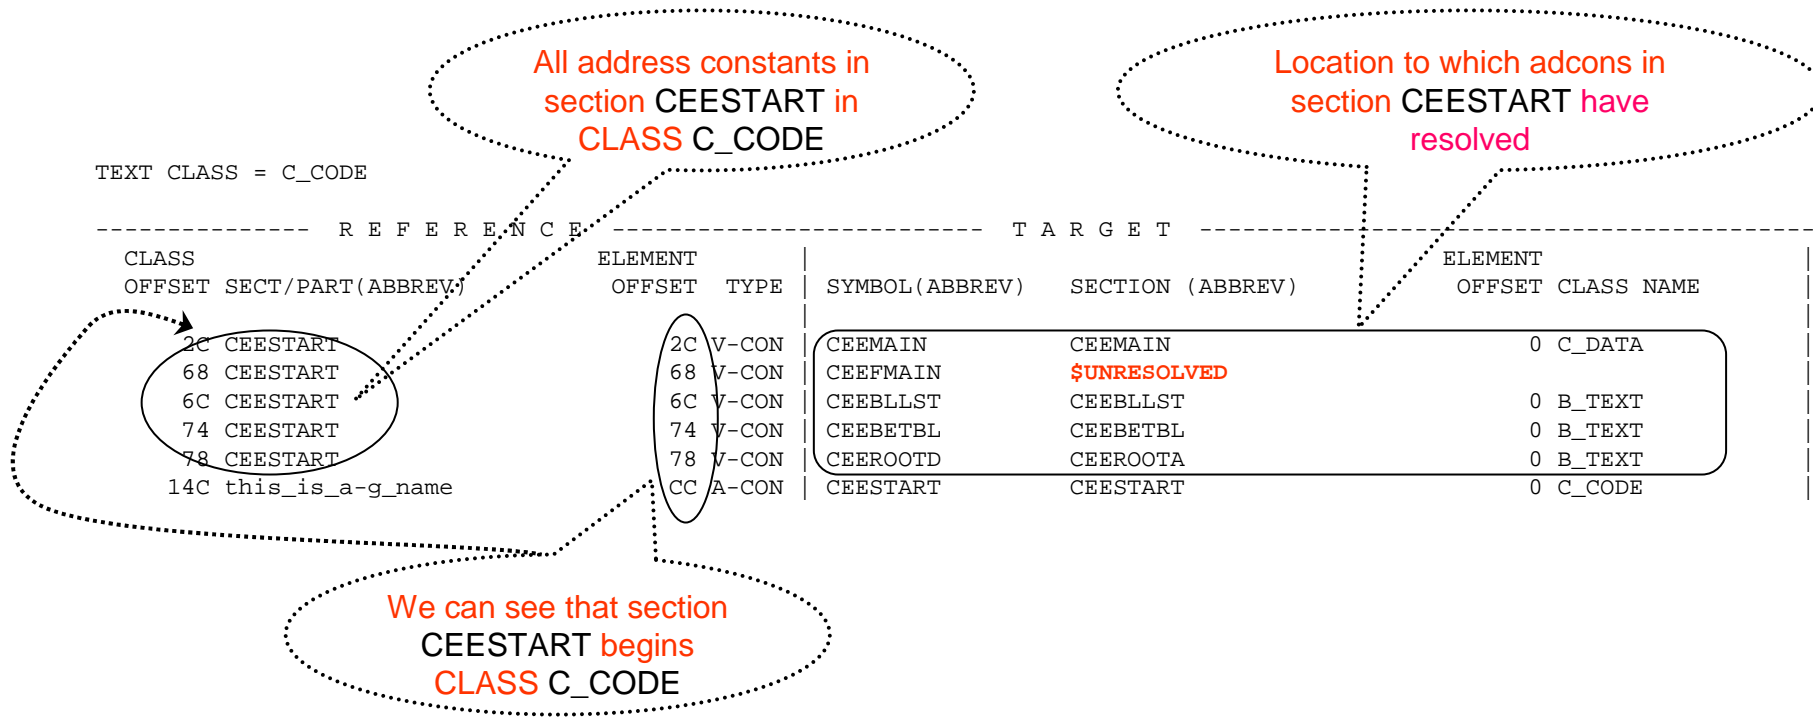 All address constants in
section CEESTART in
CLASS C_CODE
Location to which adcons in
section CEESTART have
resolved
TEXT CLASS = C_CODE
--------------- R E F E R E N C E -------------------------- T A R G E T -------------------------------------------
CLASS ELEMENT | ELEMENT |
OFFSET SECT/PART(ABBREV) OFFSET TYPE | SYMBOL(ABBREV) SECTION (ABBREV) OFFSET CLASS NAME |
| |
2C CEESTART 2C V-CON | CEEMAIN CEEMAIN 0 C_DATA |
68 CEESTART 68 V-CON | CEEFMAIN $UNRESOLVED |
6C CEESTART 6C V-CON | CEEBLLST CEEBLLST 0 B_TEXT |
74 CEESTART 74 V-CON | CEEBETBL CEEBETBL 0 B_TEXT |
78 CEESTART 78 V-CON | CEEROOTD CEEROOTA 0 B_TEXT |
14C this_is_a-g_name CC A-CON | CEESTART CEESTART 0 C_CODE |
We can see that section
CEESTART begins
CLASS C_CODE